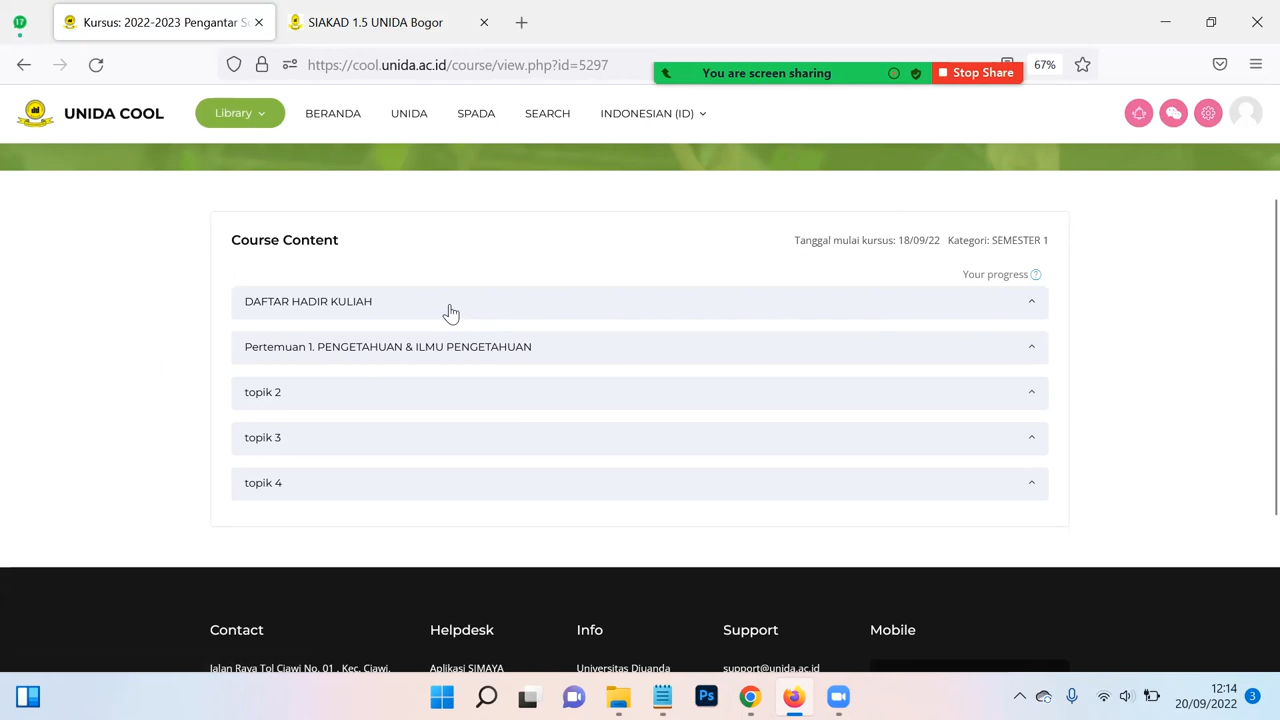 17
Kursus: 2022-2023 Pengantar So
SIAKAD 1.5 UNIDA Bogor
https://cool.unida.ac.id/course/view.php?id=5297
67%
You are screen sharing
Stop Share
UNIDA COOL
Library
BERANDA
UNIDA
SPADA
SEARCH
INDONESIAN (ID)
Course Content
Tanggal mulai kursus: 18/09/22 Kategori: SEMESTER 1
Your progress
DAFTAR HADIR KULIAH
Pertemuan 1. PENGETAHUAN & ILMU PENGETAHUAN
topik 2
topik 3
topik 4
Contact
Helpdesk
Info
Support
Mobile
Jalan Raya Tol Ciawi No. 01 , Kec. Ciawi,
Aplikasi SIMAYA
Universitas Djuanda
support@unida.ac.id
Ps
12:14
20/09/2022
3